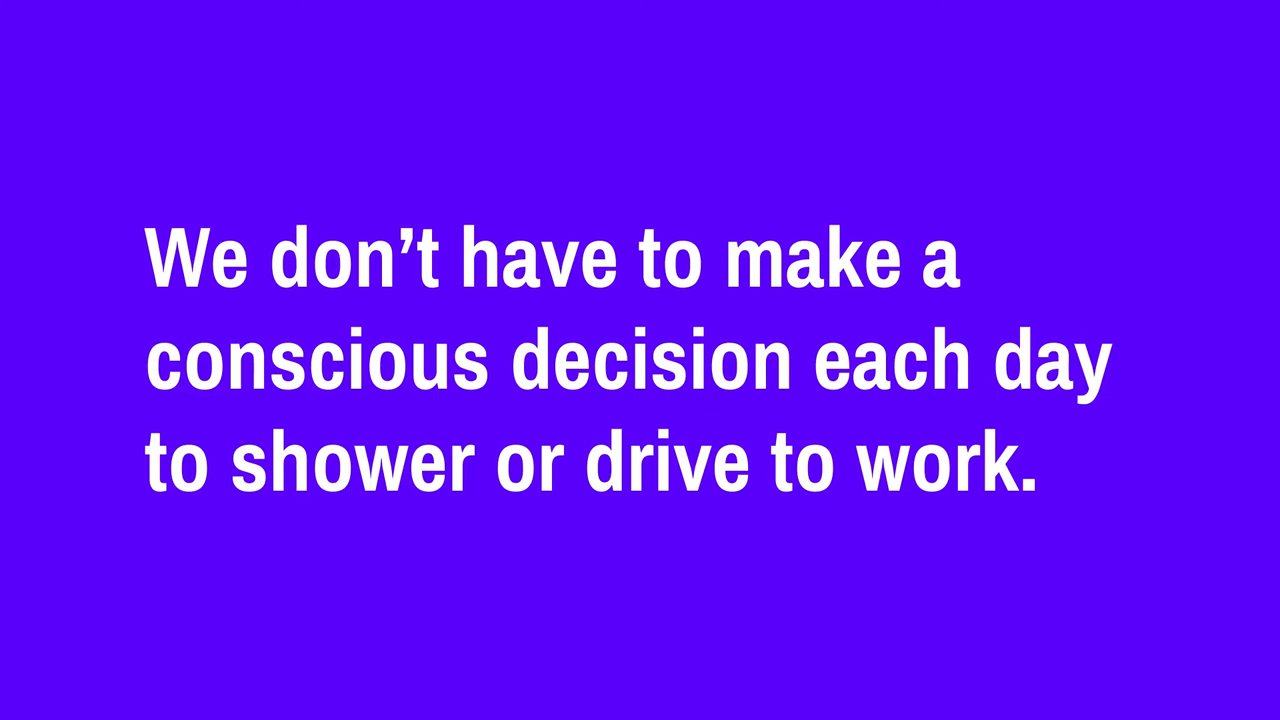 We don’t have to make a
conscious decision each day
to shower or drive to work.